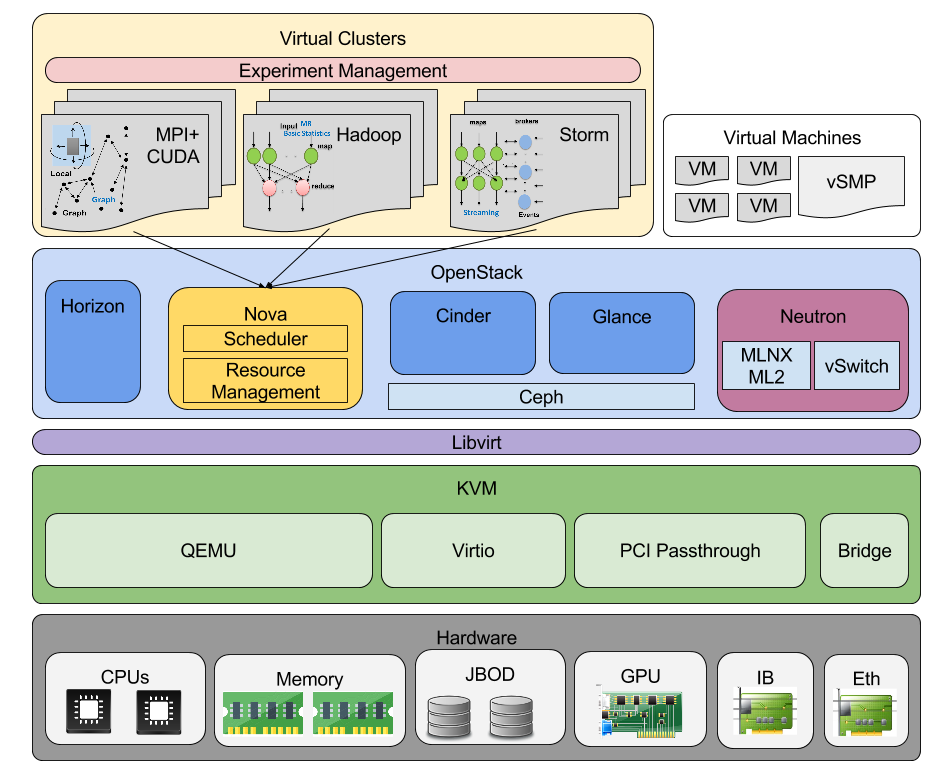 Virtual Clusters
Experiment Management
MPI+
CUDA
Local
Graph
Graph
Hadoop
Input
MR
Basic Statistics
map
reduce
Storm
maps
brokers
Streaming
Events
Virtual Machines
VM
VM
VM
VM
vSMP
OpenStack
Horizon
Nova
Scheduler
Resource
Management
Cinder
Glance
Ceph
Neutron
MLNX
ML2
vSwitch
Libvirt
KVM
QEMU
Virtio
PCI Passthrough
Bridge
Hardware
CPUs
Memory
JBOD
GPU
IB
Eth